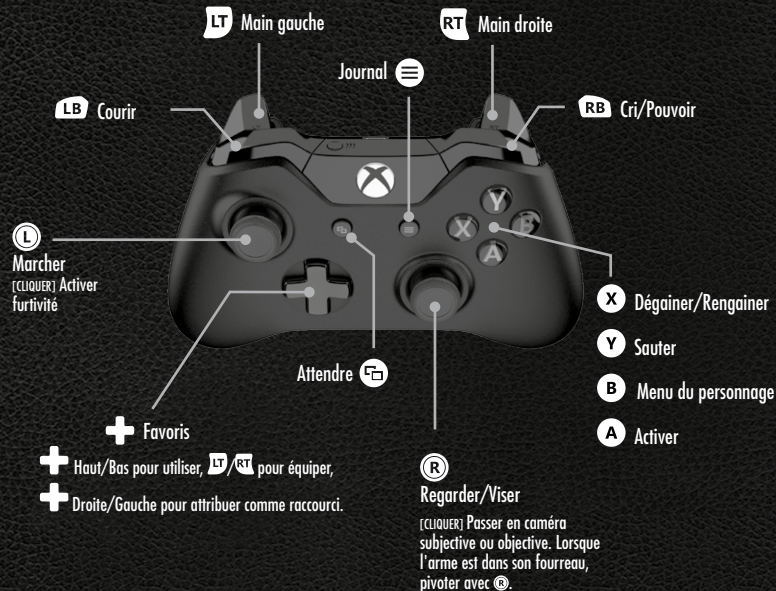 LT Main gauche
RT Main droite
Journal
LB Courir
RB Cri/Pouvoir
Y
X B
A
L
Marcher
[CLIQUER] Activer
furtivité
X Dégainer/Rengainer
Y Sauter
B Menu du personnage
A Activer
Attendre
Favoris
Haut/Bas pour utiliser, LT/RT pour équiper,
Droite/Gauche pour attribuer comme raccourci.
R
Regarder/Viser
[CLIQUER] Passer en caméra
subjective ou objective. Lorsque
l'arme est dans son fourreau,
pivoter avec R.